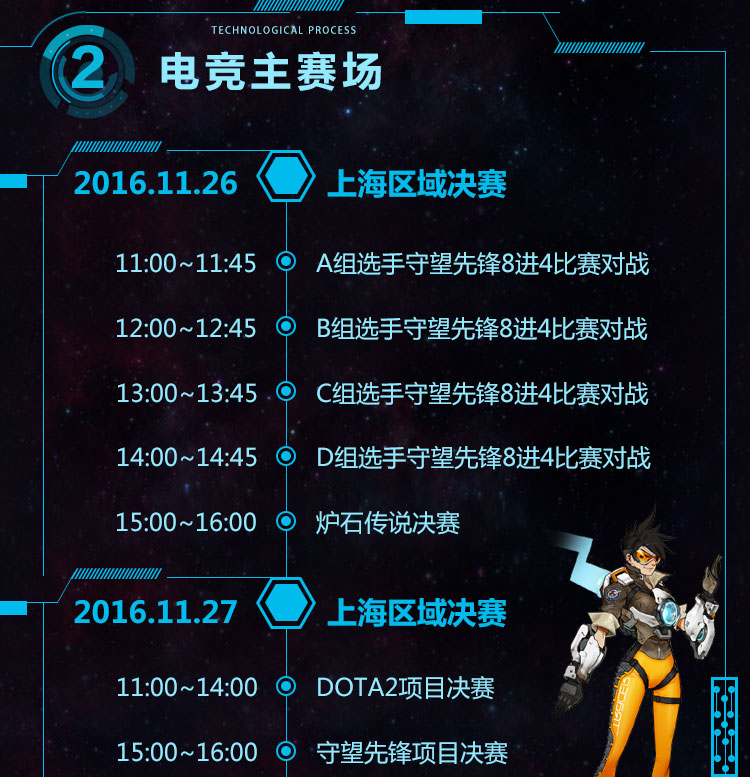 TECHNOLOGICAL PROCESS
2 电竞主赛场
2016.11.26 上海区域决赛
11:00~11:45 A组选手守望先锋8进4比赛对战
12:00~12:45 B组选手守望先锋8进4比赛对战
13:00~13:45 C组选手守望先锋8进4比赛对战
14:00~14:45 D组选手守望先锋8进4比赛对战
15:00~16:00 炉石传说决赛
2016.11.27 上海区域决赛
11:00~14:00 DOTA2项目决赛
15:00~16:00 守望先锋项目决赛